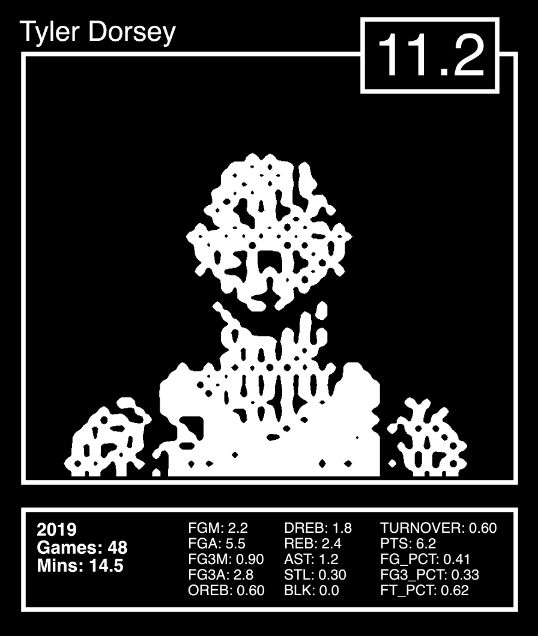 Tyler Dorsey
11.2
2019
Games: 48
Mins: 14.5
FGM: 2.2
FGA: 5.5
FG3M: 0.90
FG3A: 2.8
OREB: 0.60
DREB: 1.8
REB: 2.4
AST: 1.2
STL: 0.30
BLK: 0.0
TURNOVER: 0.60
PTS: 6.2
FG_PCT: 0.41
FG3_PCT: 0.33
FT_PCT: 0.62